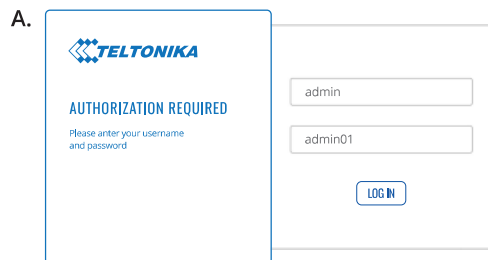 A.
TELTONIKA
AUTHORIZATION REQUIRED
Please anter your username
and password
admin
admin01
LOG IN